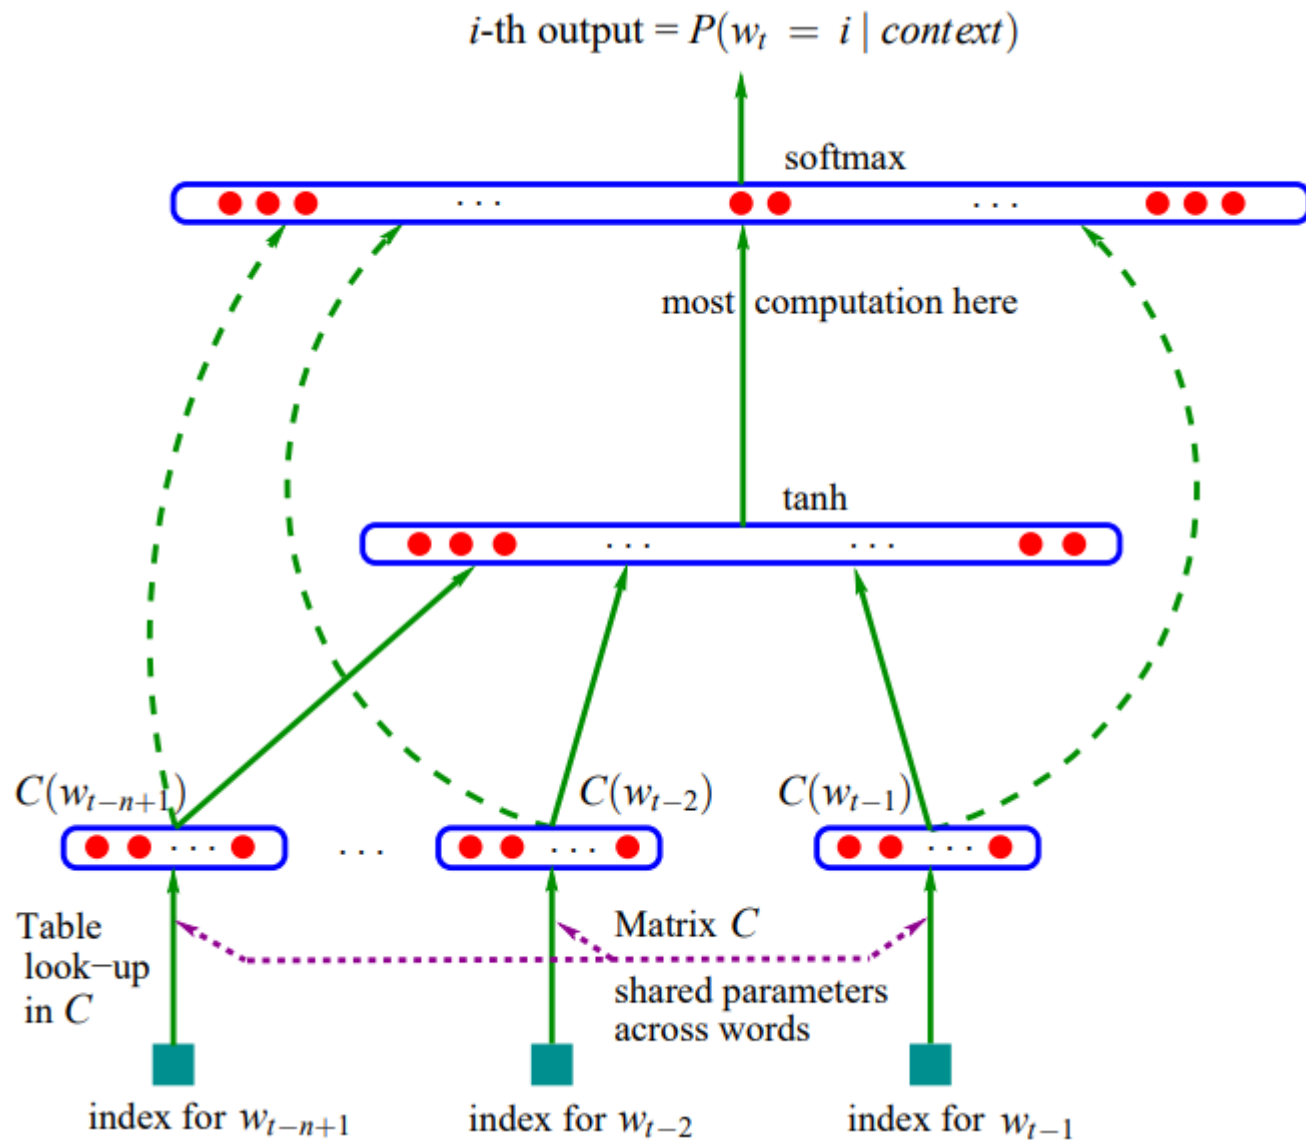 i-th output = P(w_t = i | context)
softmax
. . .
. . .
most computation here
tanh
. . .
. . .
C(w_{t−n+1})
C(w_{t−2})
C(w_{t−1})
. . .
. . .
. . .
. . .
Table
look−up
in C
Matrix C
shared parameters
across words
index for w_{t−n+1}
index for w_{t−2}
index for w_{t−1}